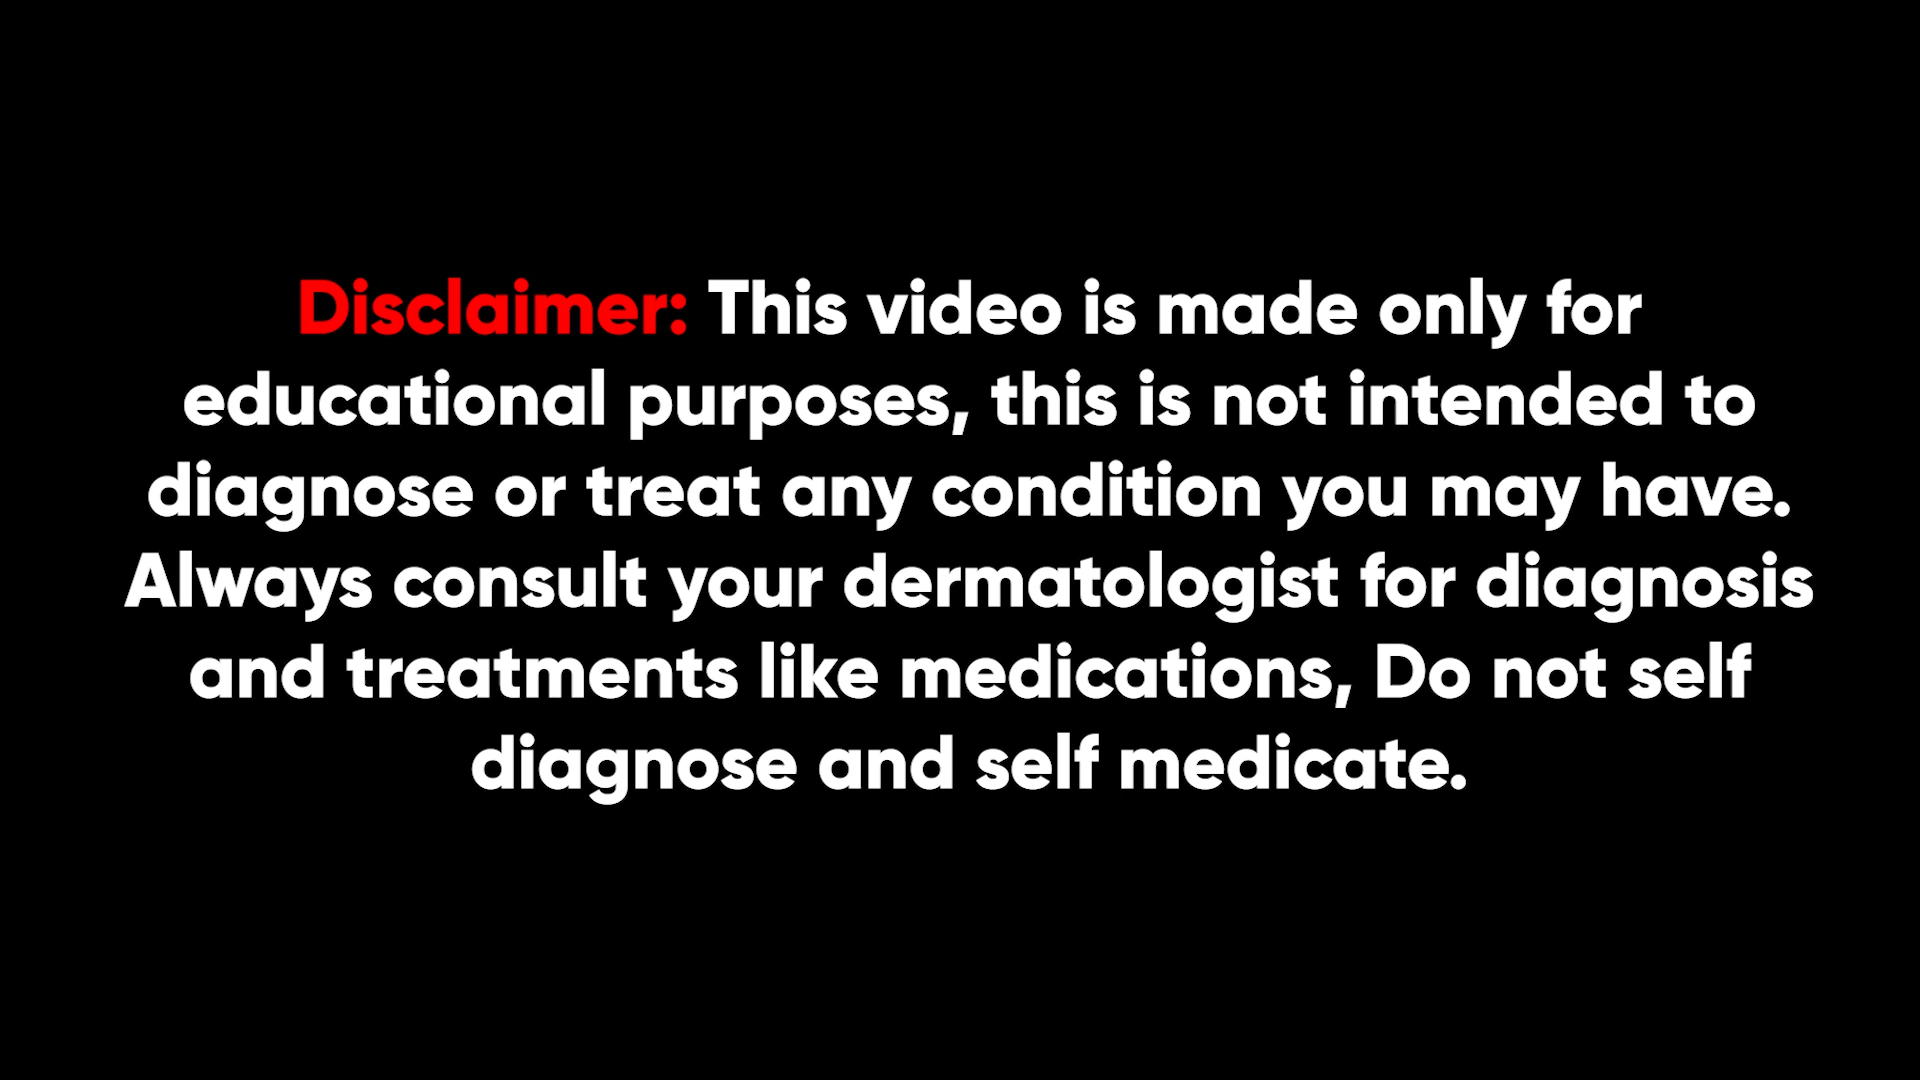 Disclaimer: This video is made only for
educational purposes, this is not intended to
diagnose or treat any condition you may have.
Always consult your dermatologist for diagnosis
and treatments like medications, Do not self
diagnose and self medicate.